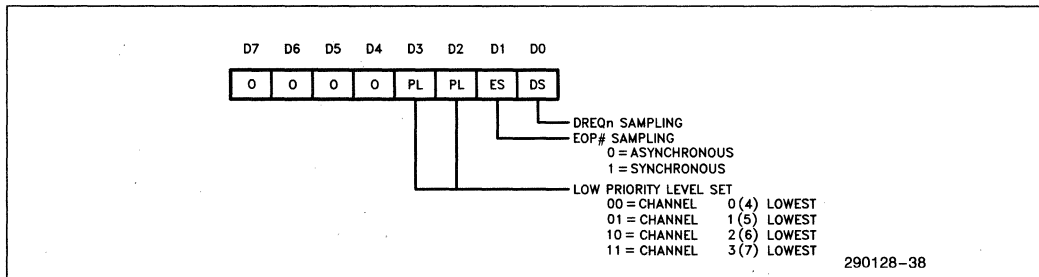 D7 D6 D5 D4 D3 D2 D1 D0
0 0 0 0 PL PL ES DS
DREQn SAMPLING
EOP# SAMPLING
0 = ASYNCHRONOUS
1 = SYNCHRONOUS
LOW PRIORITY LEVEL SET
00 = CHANNEL 0(4) LOWEST
01 = CHANNEL 1(5) LOWEST
10 = CHANNEL 2(6) LOWEST
11 = CHANNEL 3(7) LOWEST
290128-38